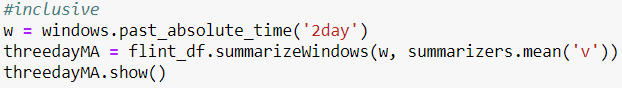 #inclusive
w = windows.past_absolute_time('2day')
threedayMA = flint_df.summarizeWindows(w, summarizers.mean('v'))
threedayMA.show()